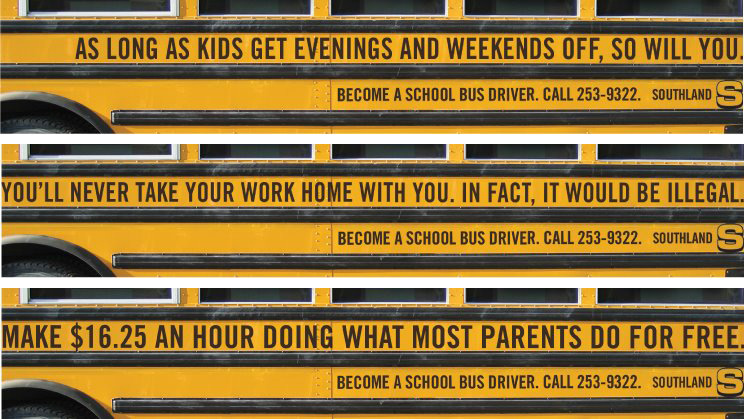 AS LONG AS KIDS GET EVENINGS AND WEEKENDS OFF, SO WILL YOU.
BECOME A SCHOOL BUS DRIVER. CALL 253-9322. SOUTHLAND S
YOU'LL NEVER TAKE YOUR WORK HOME WITH YOU. IN FACT, IT WOULD BE ILLEGAL.
BECOME A SCHOOL BUS DRIVER. CALL 253-9322. SOUTHLAND S
MAKE $16.25 AN HOUR DOING WHAT MOST PARENTS DO FOR FREE.
BECOME A SCHOOL BUS DRIVER. CALL 253-9322. SOUTHLAND S